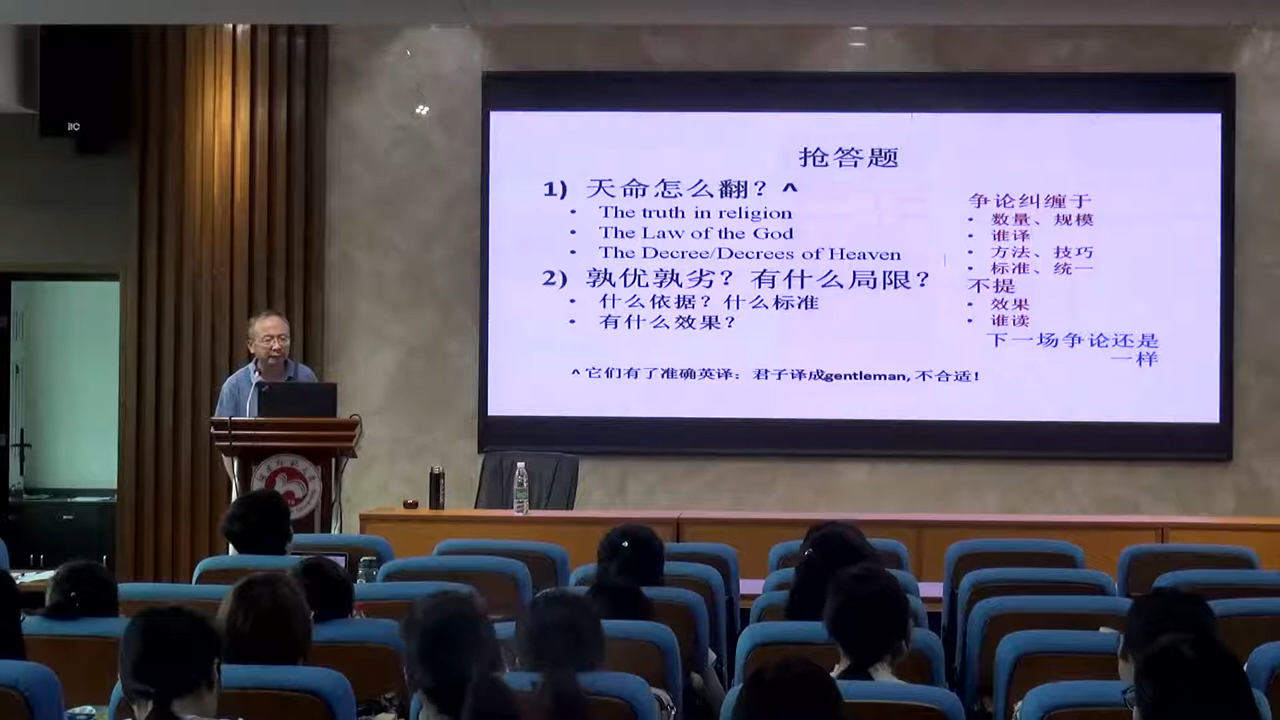 抢答题
1) 天命怎么翻？^
• The truth in religion
• The Law of the God
• The Decree/Decrees of Heaven
2) 孰优孰劣？有什么局限？
• 什么依据？什么标准
• 有什么效果？
^ 它们有了准确英译：君子译成gentleman, 不合适！
争论纠缠于
• 数量、规模
• 谁译
• 方法、技巧
• 标准、统一
不提
• 效果
• 谁读
下一场争论还是
一样